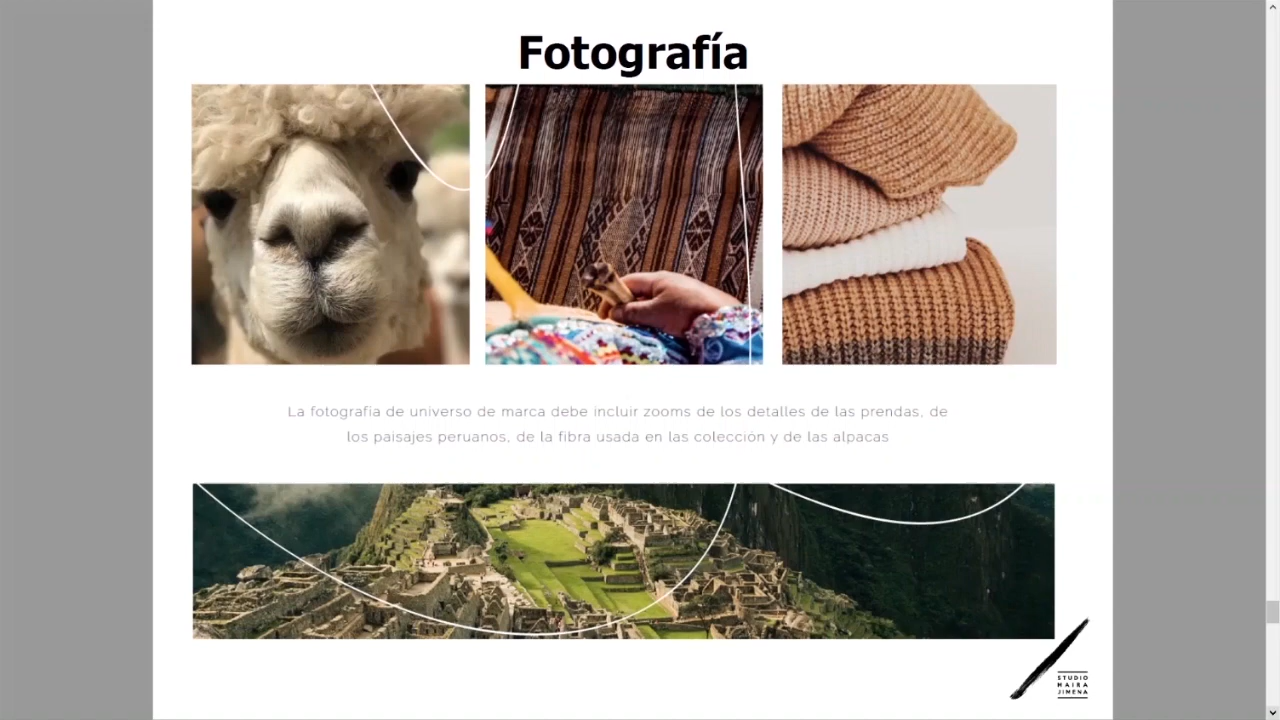 Fotografía
La fotografía de universo de marca debe incluir zooms de los detalles de las prendas, de
los paisajes peruanos, de la fibra usada en las colección y de las alpacas
STUDIO
HAIRA
JIMENA